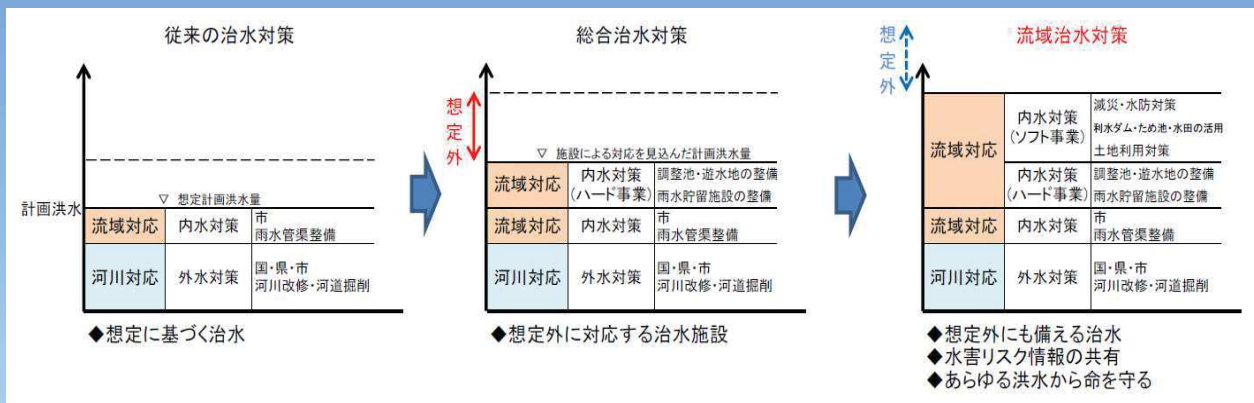 従来の治水対策
計画洪水
▽ 想定計画洪水量
流域対応
内水対策
市
雨水管渠整備
河川対応
外水対策
国・県・市
河川改修・河道掘削
◆想定に基づく治水
総合治水対策
想定外
▽ 施設による対応を見込んだ計画洪水量
流域対応
内水対策
(ハード事業)
調整池・遊水地の整備
雨水貯留施設の整備
流域対応
内水対策
市
雨水管渠整備
河川対応
外水対策
国・県・市
河川改修・河道掘削
◆想定外に対応する治水施設
流域治水対策
想定外
流域対応
内水対策
(ソフト事業)
減災・水防対策
利水ダム・ため池・水田の活用
土地利用対策
内水対策
(ハード事業)
調整池・遊水地の整備
雨水貯留施設の整備
流域対応
内水対策
市
雨水管渠整備
河川対応
外水対策
国・県・市
河川改修・河道掘削
◆想定外にも備える治水
◆水害リスク情報の共有
◆あらゆる洪水から命を守る